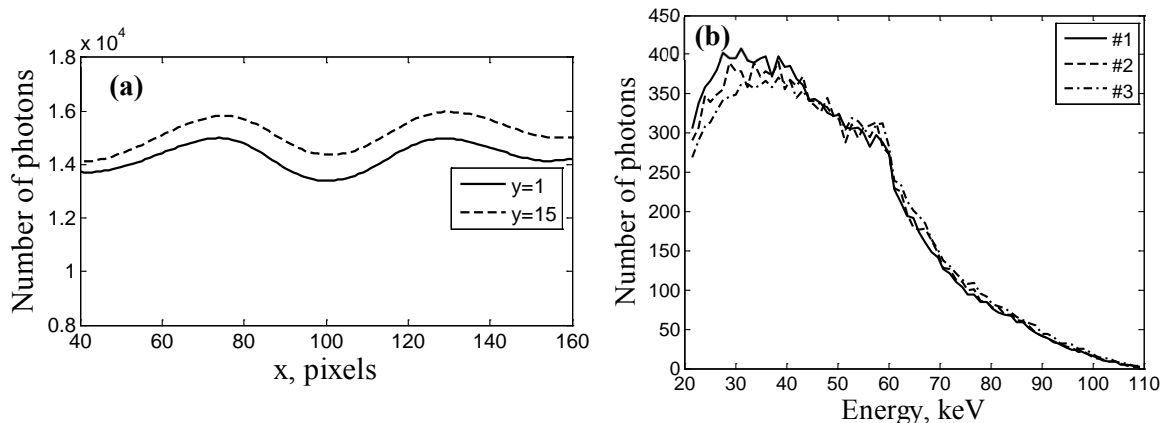 x 10⁴
1.8
1.6
1.4
1.2
1
0.8
40 60 80 100 120 140 160
Number of photons
x, pixels
(a)
y=1
y=15
450
400
350
300
250
200
150
100
50
0
20 30 40 50 60 70 80 90 100 110
Number of photons
Energy, keV
(b)
#1
#2
#3